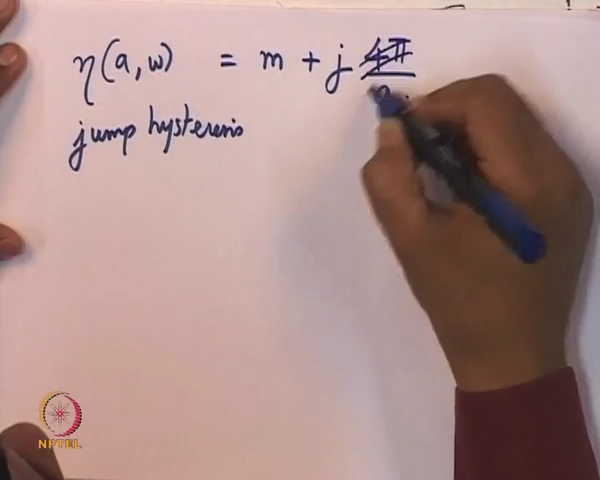 η(a, w) = m + j
jump hysteresis
NPTEL